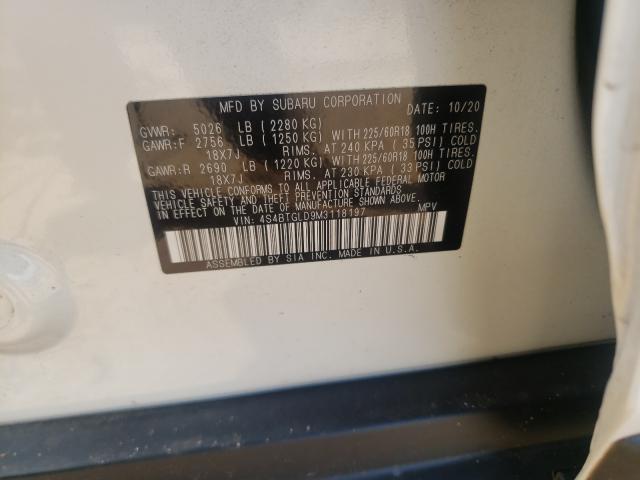 MFD BY SUBARU CORPORATION DATE: 10/20
GVWR: 5026 LB (2280 KG)
GAWR:F 2756 LB (1250 KG) WITH 225/60R18 100H TIRES.
18X7J RIMS. AT 240 KPA (35 PSI) COLD
GAWR:R 2690 LB (1220 KG) WITH 225/60R18 100H TIRES.
18X7J RIMS. AT 230 KPA (33 PSI) COLD
THIS VEHICLE CONFORMS TO ALL APPLICABLE FEDERAL MOTOR
VEHICLE SAFETY AND THEFT PREVENTION STANDARDS
IN EFFECT ON THE DATE OF MANUFACTURE SHOWN ABOVE.
VIN: 4S4BTGLD9M3118197 MPV
ASSEMBLED BY SIA INC. MADE IN U.S.A.